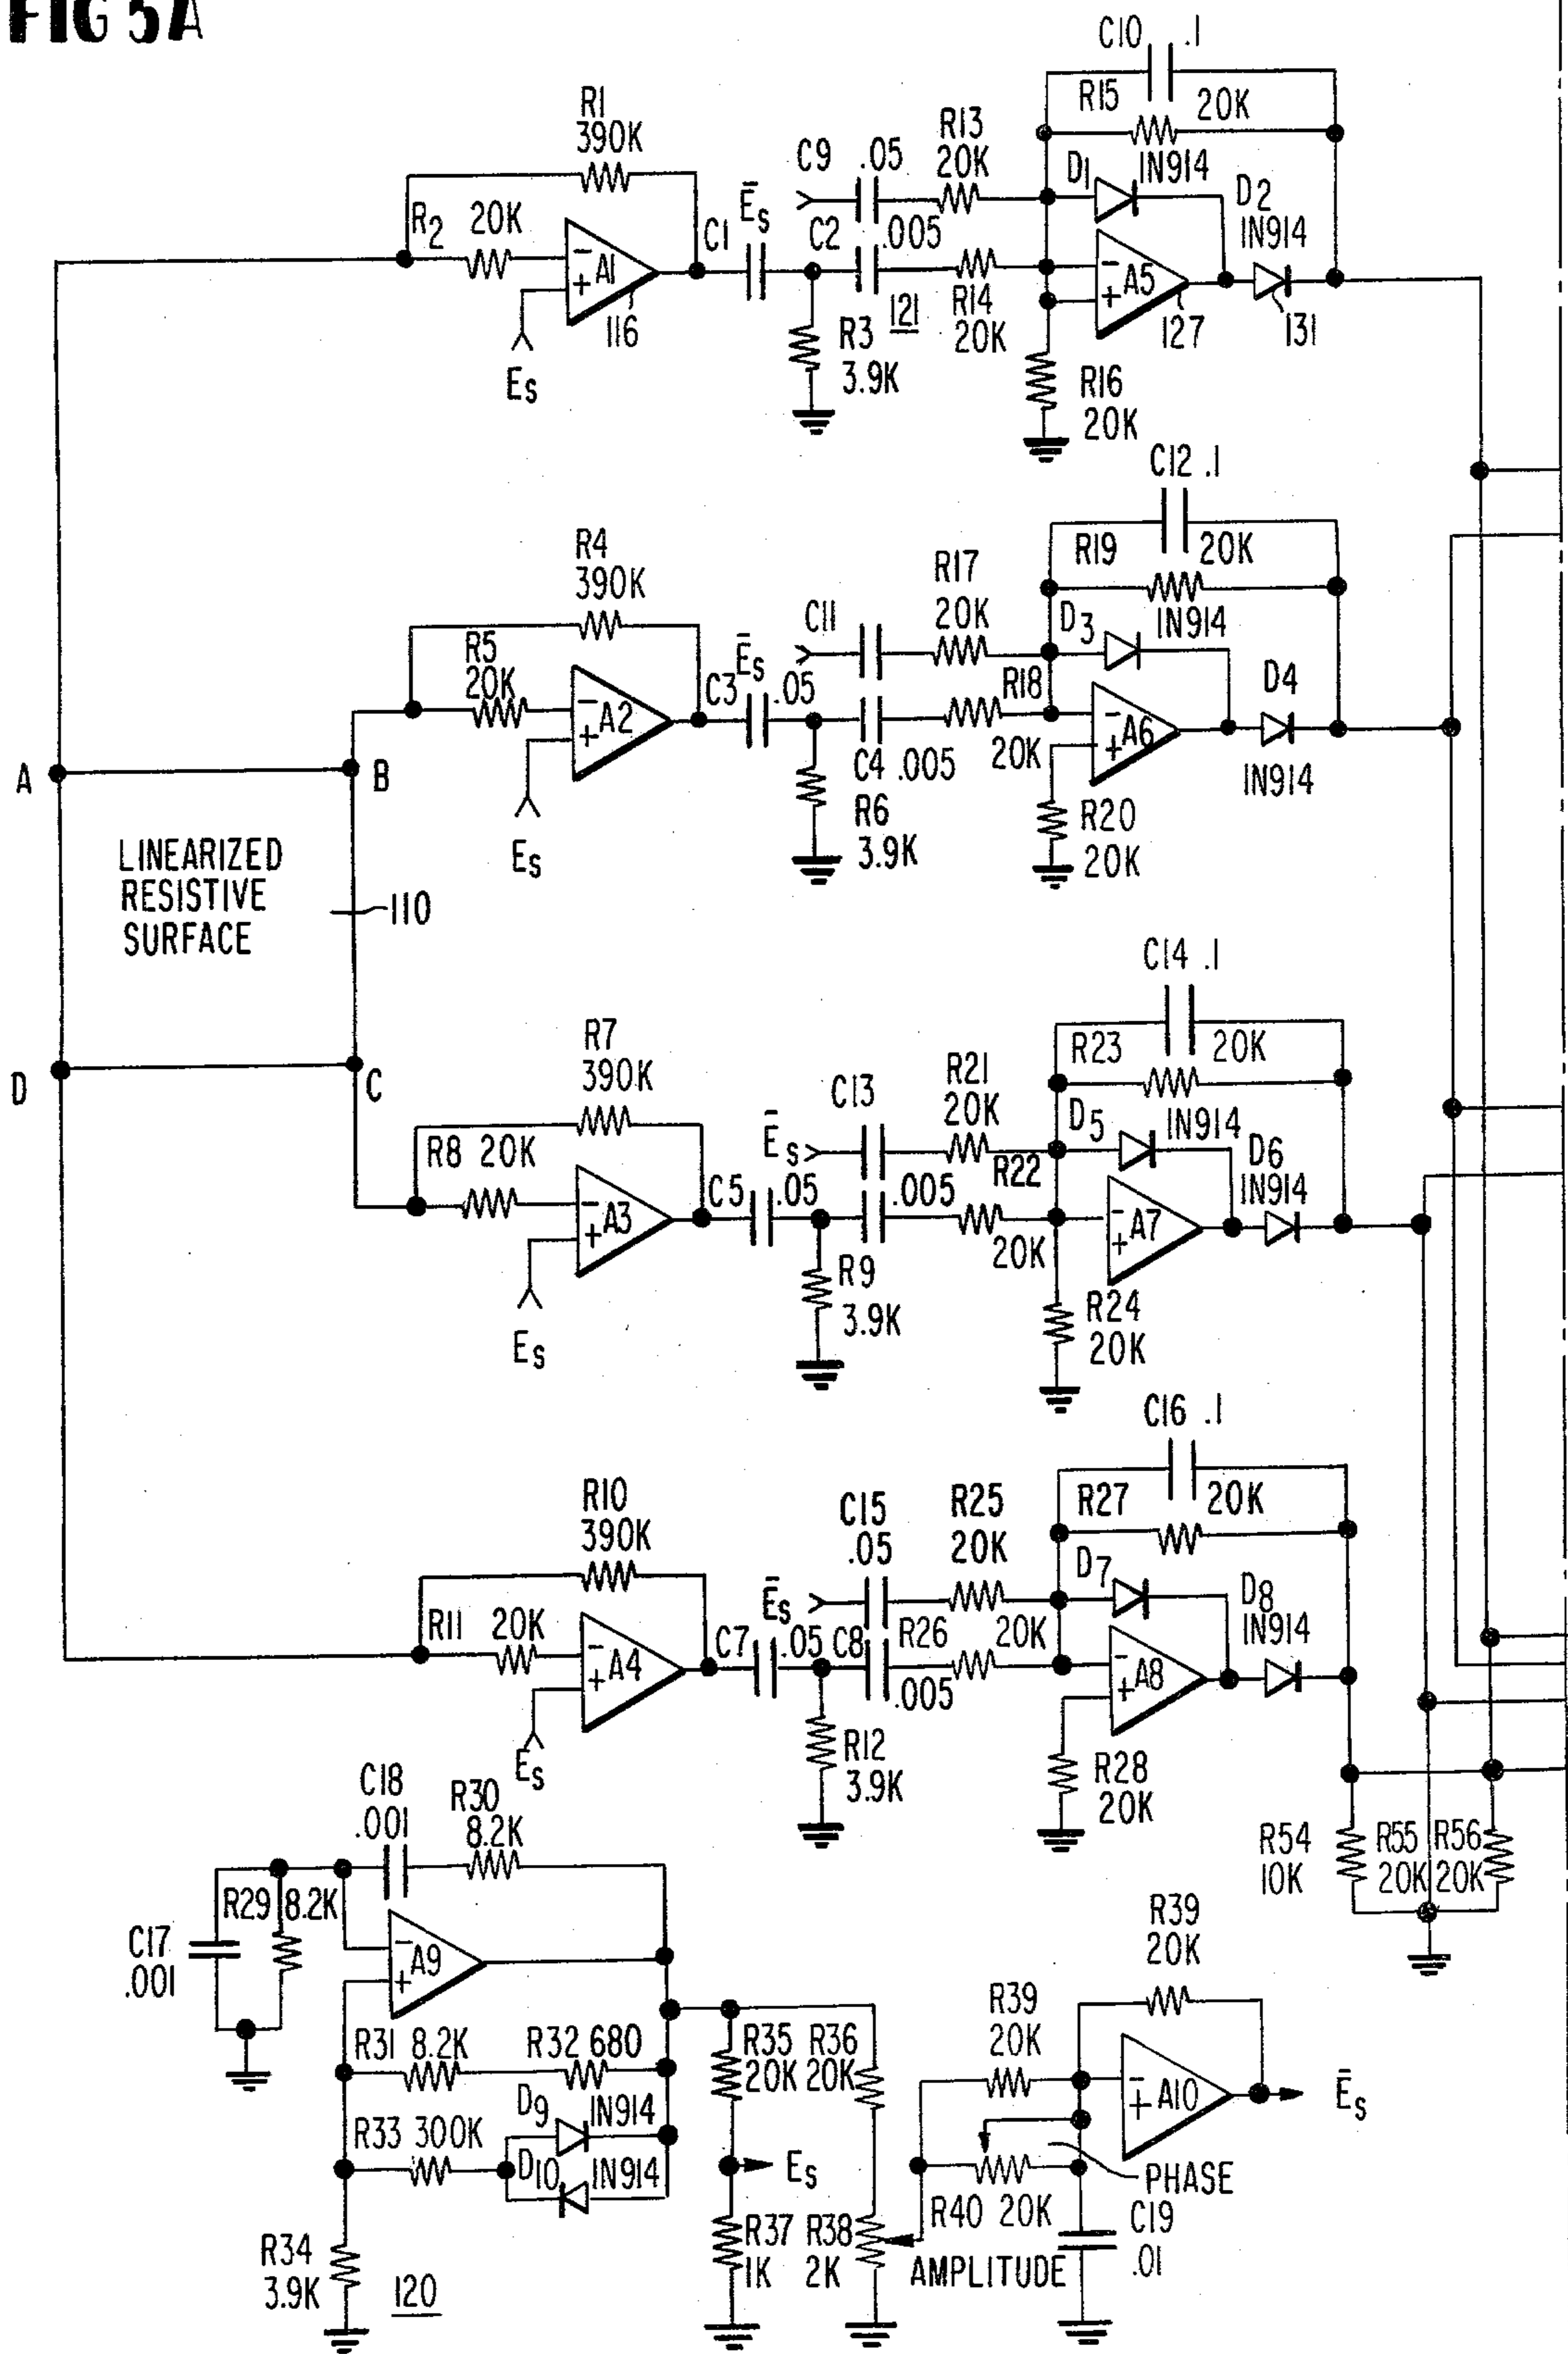 FIG 5A
C10 .1
R15 20K
R1
390K
C9 .05
R13
20K
D1 IN914
D2
IN914
R2 20K
C1
Ēs
C2 .005
- A1 +
116
R14
20K
121
- A5 +
127
131
Es
R3
3.9K
R16
20K
C12 .1
R4
390K
R19 20K
R17
20K
C11
D3 IN914
R5
20K
Ēs
C3 .05
R18
20K
D4
IN914
- A2 +
- A6 +
C4 .005
A
B
Es
R6
3.9K
R20
20K
LINEARIZED
RESISTIVE
SURFACE
110
C14 .1
R7
390K
R23 20K
D
C
C13
R21
20K
D5 IN914
Ēs
R8 20K
R22
20K
D6
IN914
C5 .05
.005
- A3 +
- A7 +
R9
3.9K
Es
R24
20K
C16 .1
R10
390K
C15
.05
R25
20K
R27 20K
D7
Ēs
D8
IN914
R11 20K
C7 .05 C8
R26 20K
.005
- A4 +
- A8 +
Es
R12
3.9K
R28
20K
C18
.001
R30
8.2K
R54
10K
R55
20K
R56
20K
R29 8.2K
C17
.001
- A9 +
R39
20K
R39
20K
R31 8.2K
R32 680
R35
20K
R36
20K
- A10 +
Ēs
D9 IN914
R33 300K
D10 IN914
Es
PHASE
R40 20K
C19
.01
R34
3.9K
120
R37
1K
R38
2K
AMPLITUDE